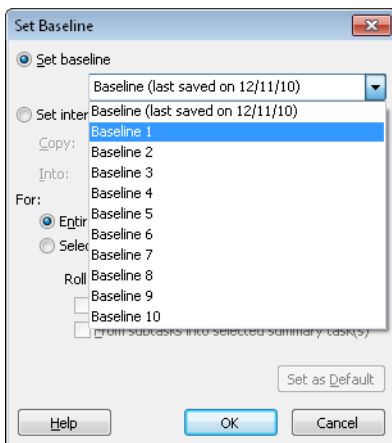 Set Baseline
Set baseline
Baseline (last saved on 12/11/10)
Set inter
Baseline (last saved on 12/11/10)
Baseline 1
Copy:
Baseline 2
Into:
Baseline 3
For:
Baseline 4
Entir
Baseline 5
Baseline 6
Selec
Baseline 7
Roll
Baseline 8
Baseline 9
Baseline 10
From subtasks into selected summary task(s)
Set as Default
Help OK Cancel